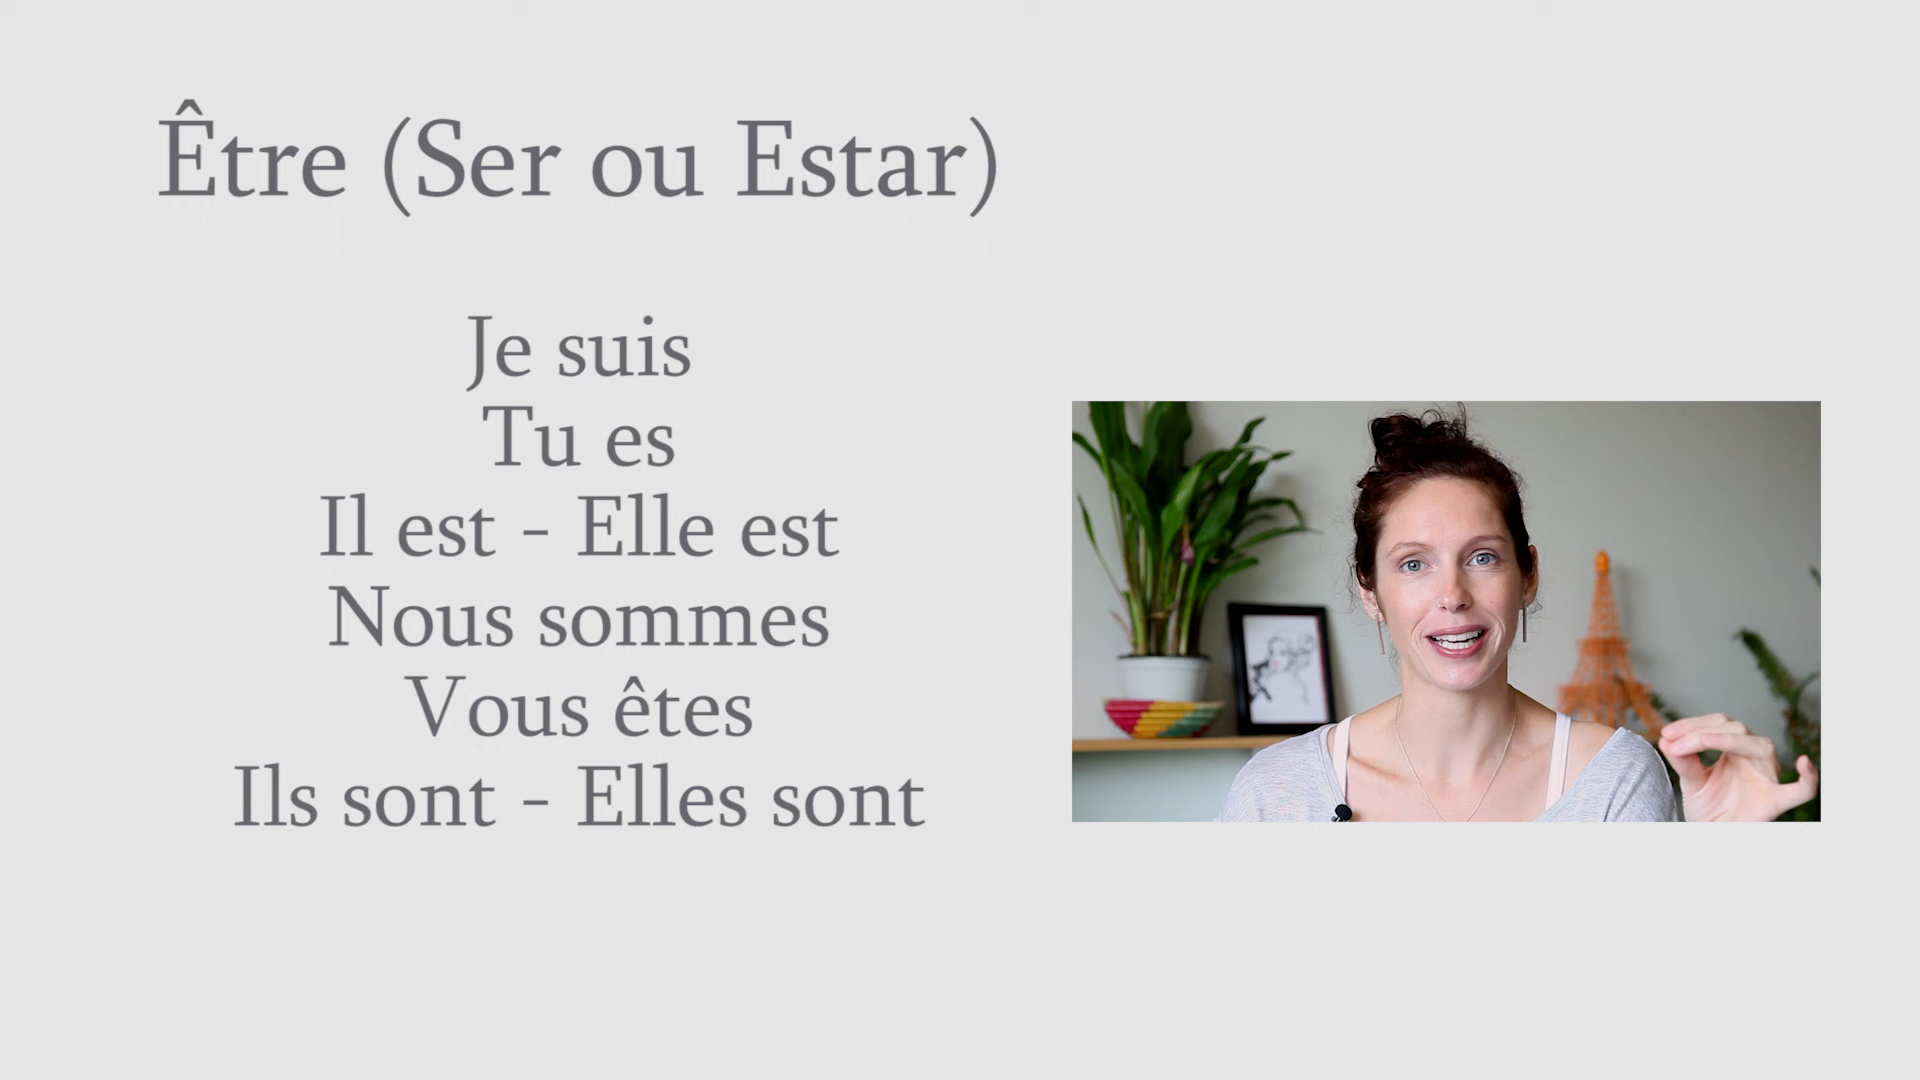 Être (Ser ou Estar)
Je suis
Tu es
Il est - Elle est
Nous sommes
Vous êtes
Ils sont - Elles sont